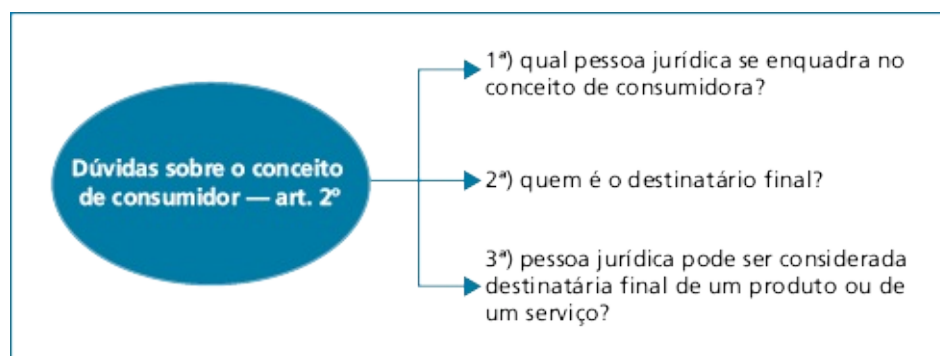 Dúvidas sobre o conceito
de consumidor — art. 2º
1ª) qual pessoa jurídica se enquadra no
conceito de consumidora?
2ª) quem é o destinatário final?
3ª) pessoa jurídica pode ser considerada
destinatária final de um produto ou de
um serviço?